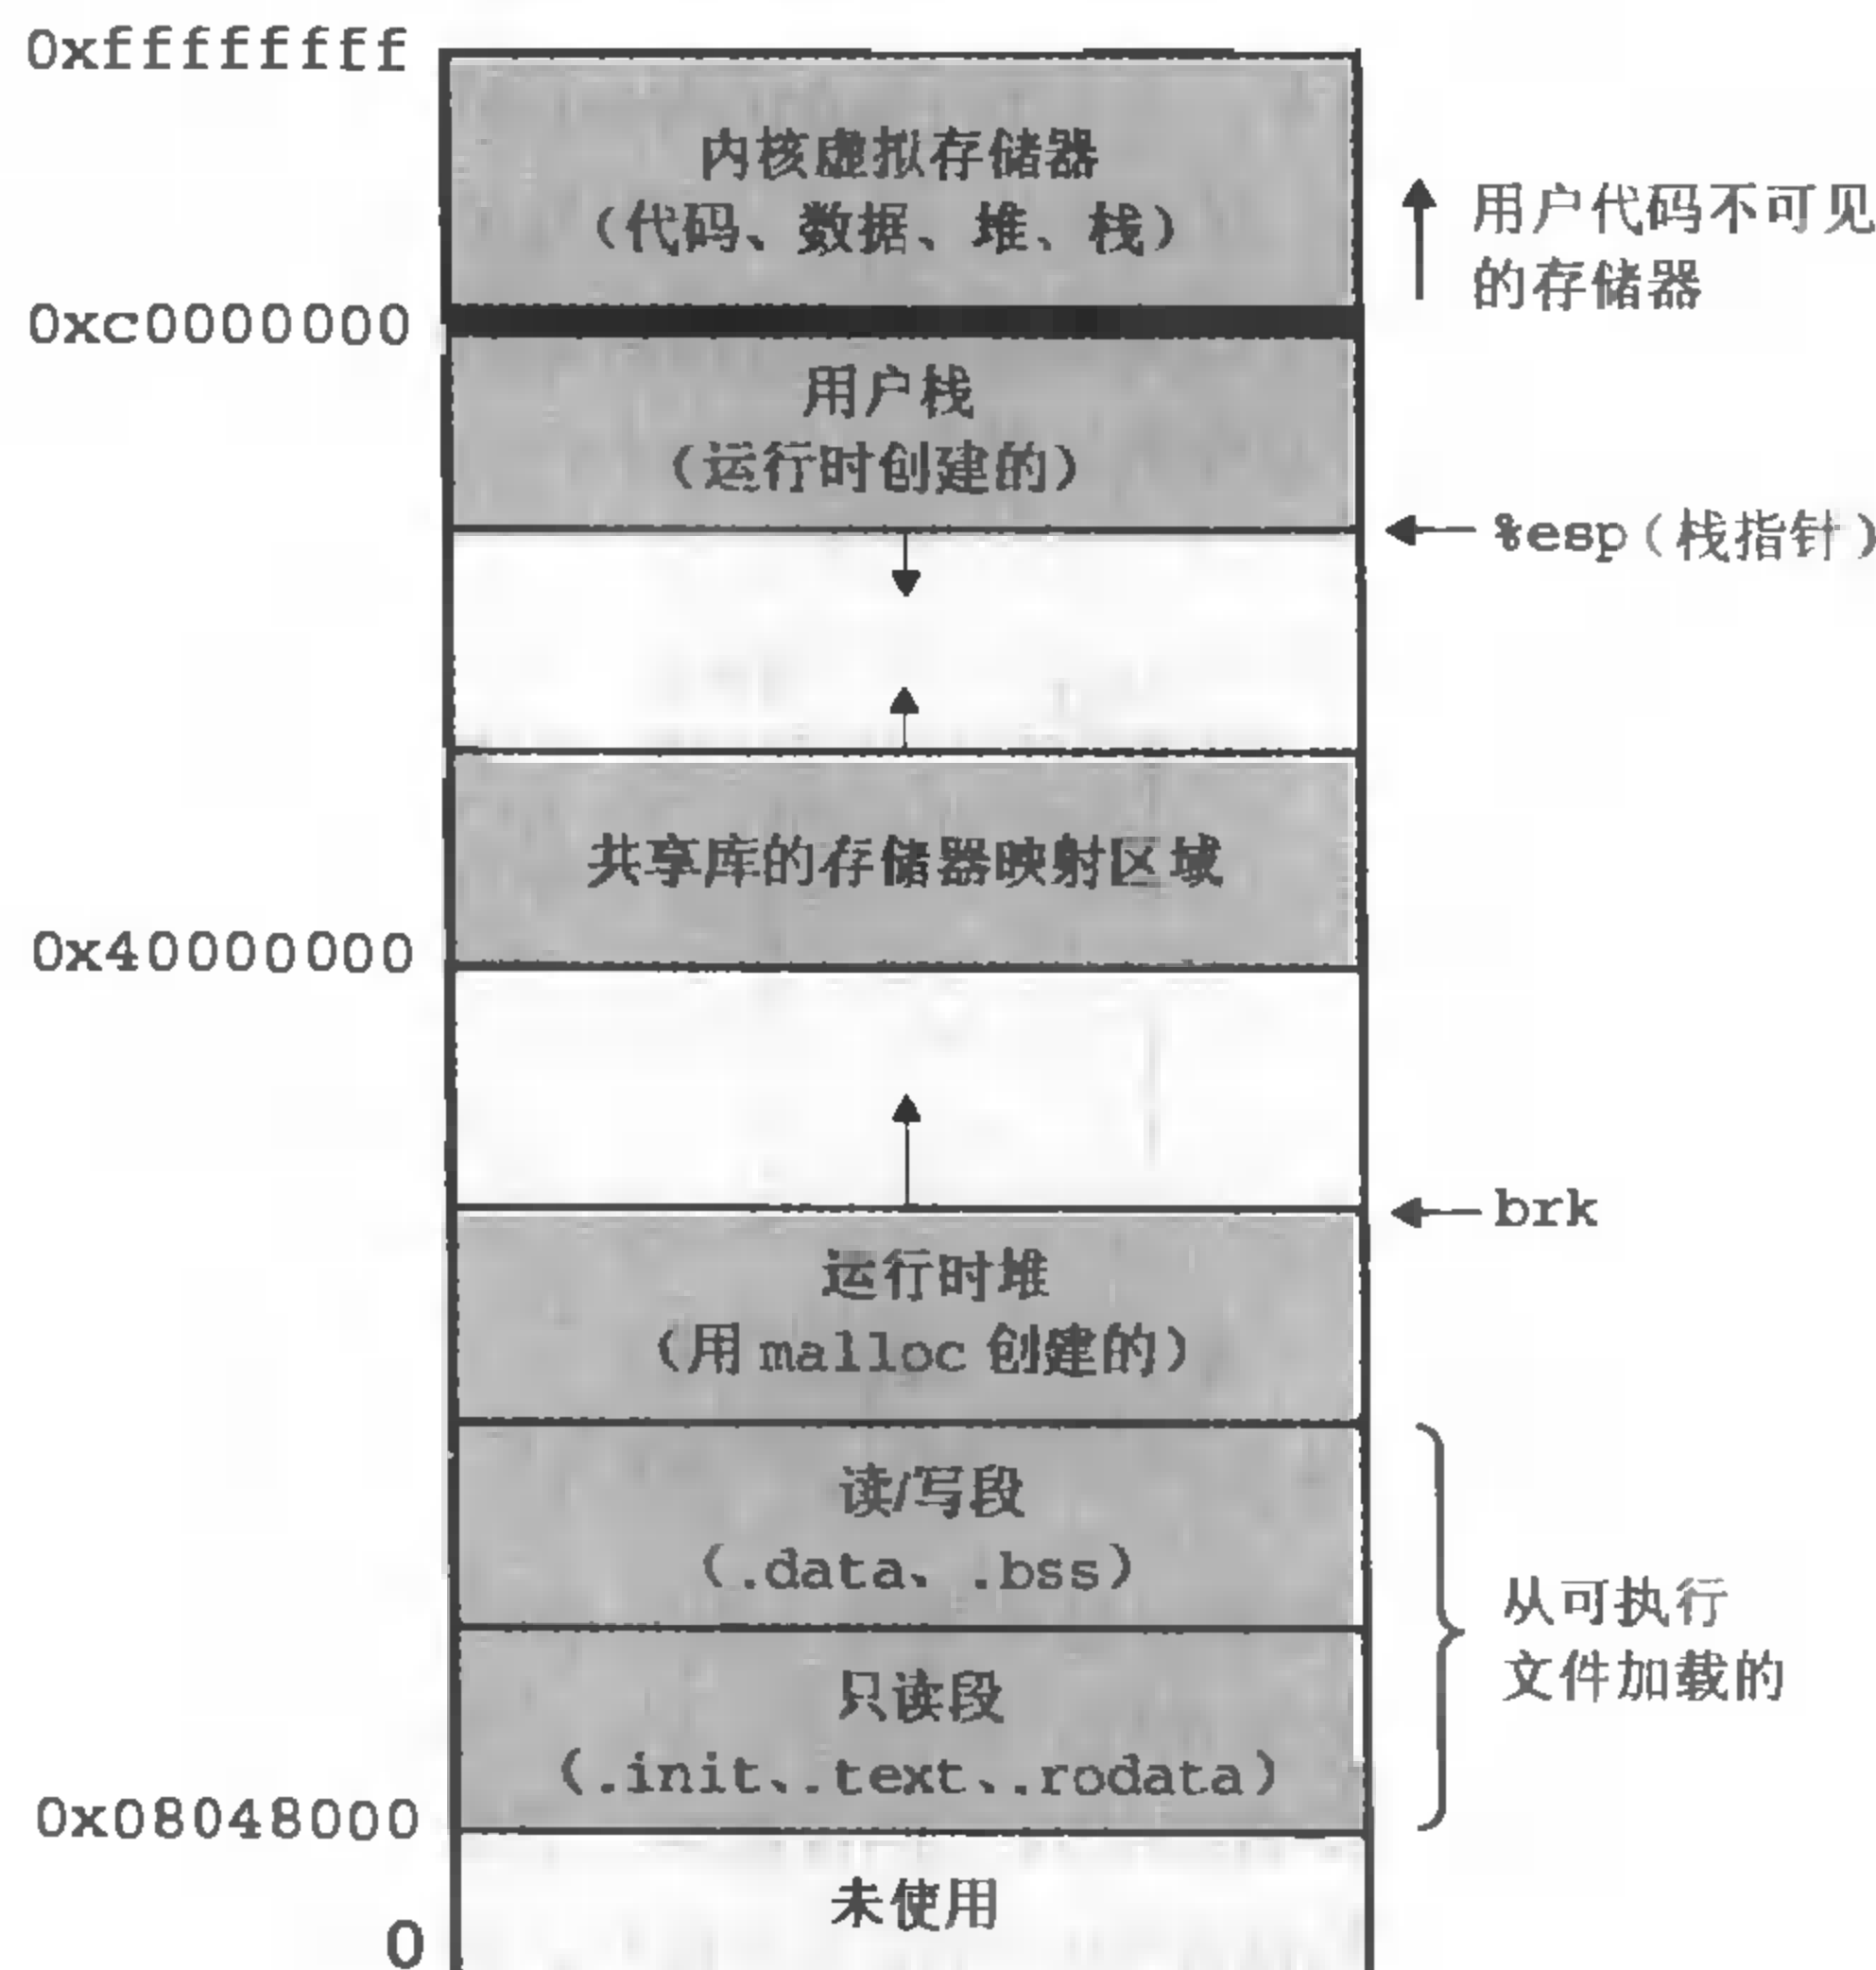 0xffffffff
内核虚拟存储器
（代码、数据、堆、栈）
用户代码不可见
的存储器
0xc0000000
用户栈
（运行时创建的）
%esp（栈指针）
共享库的存储器映射区域
0x40000000
brk
运行时堆
（用 malloc 创建的）
读/写段
（.data、.bss）
从可执行
文件加载的
只读段
（.init、.text、.rodata）
0x08048000
未使用
0